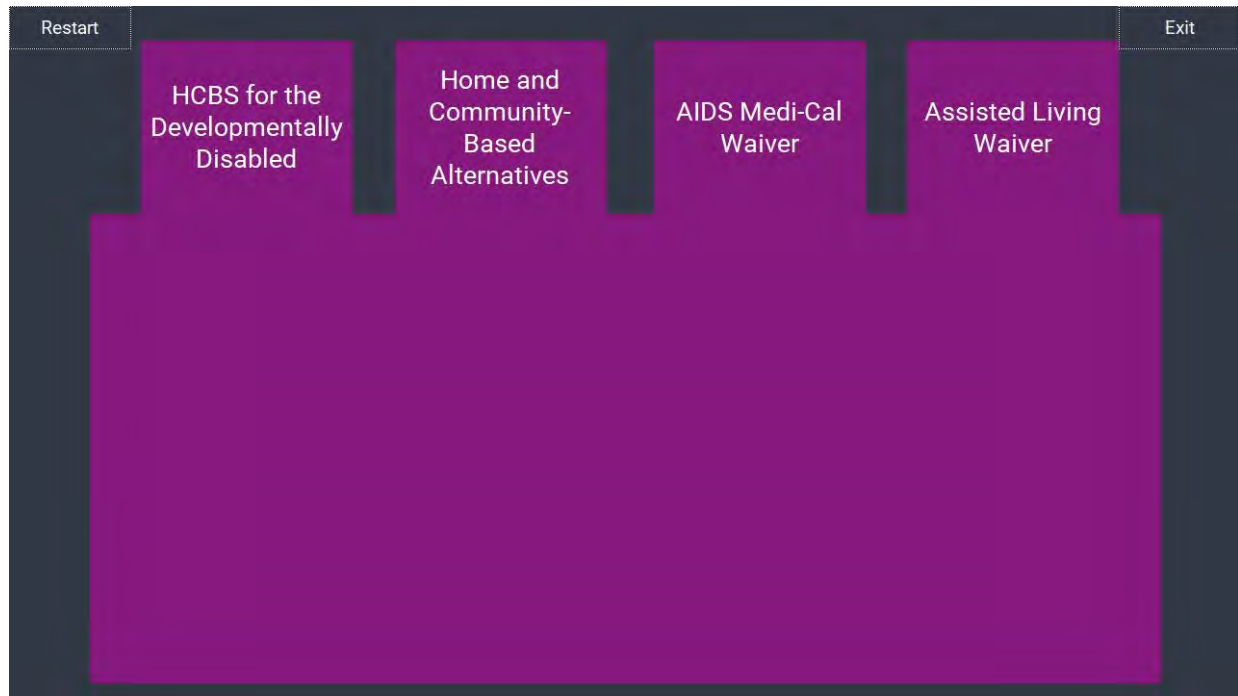 Restart
Exit
HCBS for the
Developmentally
Disabled
Home and
Community-
Based
Alternatives
AIDS Medi-Cal
Waiver
Assisted Living
Waiver